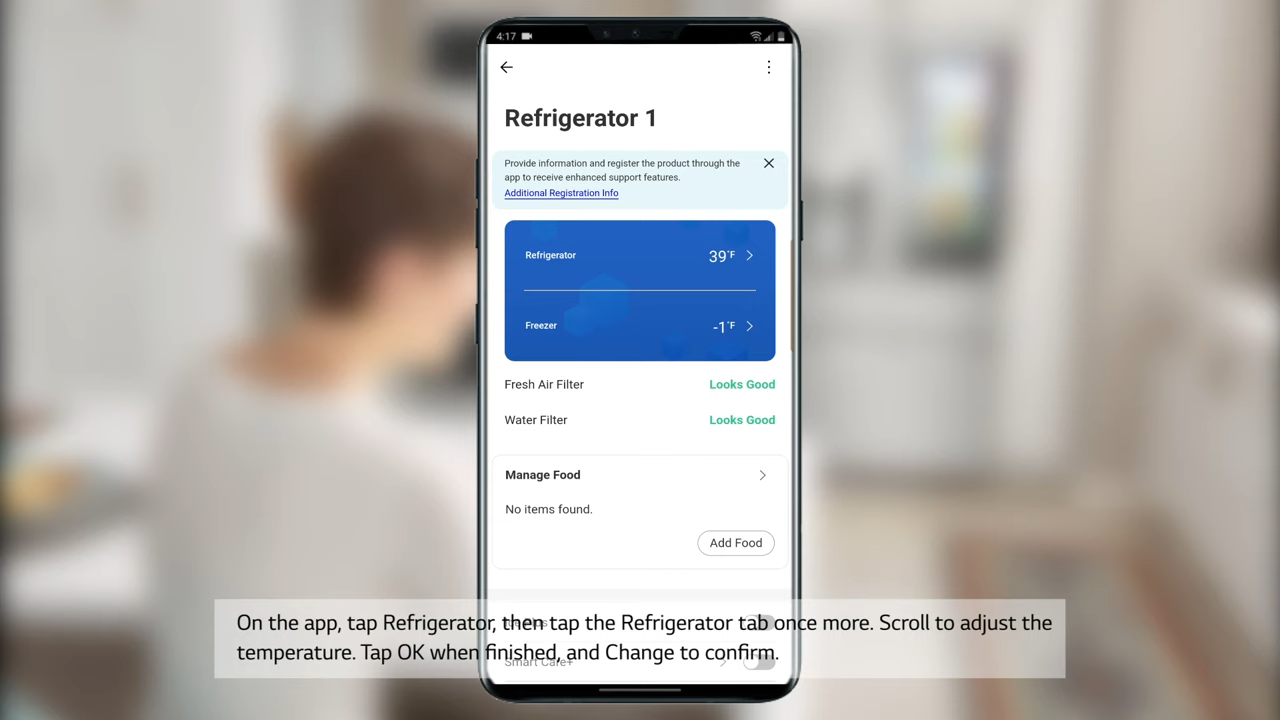 4:17
Refrigerator 1
Provide information and register the product through the
app to receive enhanced support features.
Additional Registration Info
Refrigerator 39°F
Freezer -1°F
Fresh Air Filter Looks Good
Water Filter Looks Good
Manage Food
No items found.
Add Food
On the app, tap Refrigerator, then tap the Refrigerator tab once more. Scroll to adjust the
temperature. Tap OK when finished, and Change to confirm.
Smart Care+